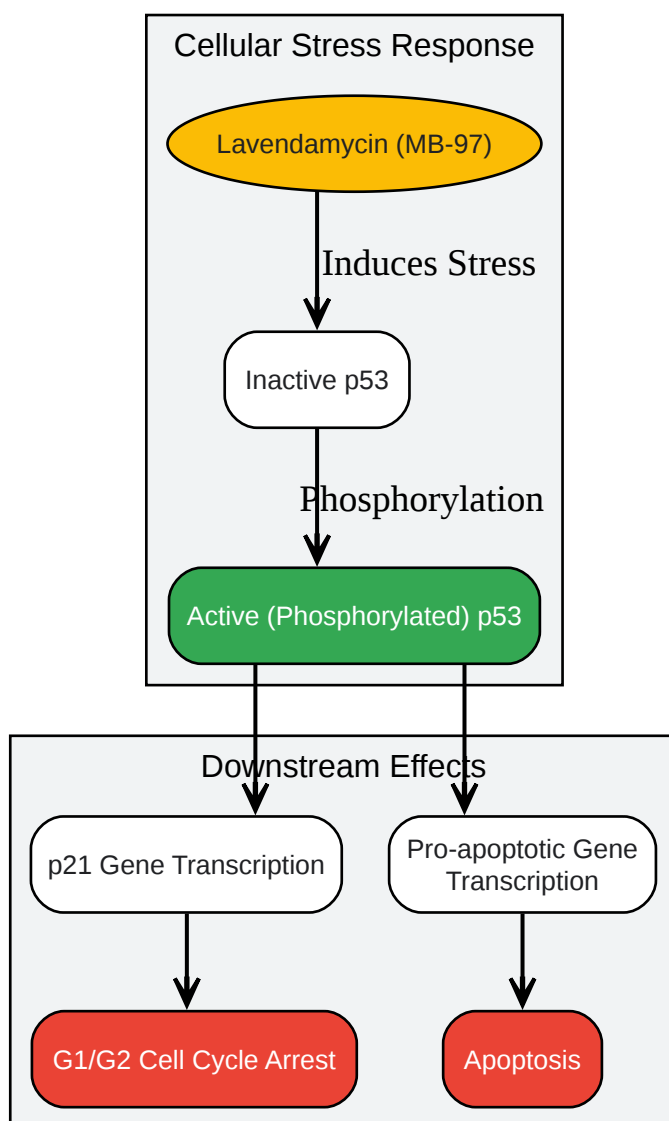 Cellular Stress Response
Lavendamycin (MB-97)
Induces Stress
Inactive p53
Phosphorylation
Active (Phosphorylated) p53
Downstream Effects
p21 Gene Transcription
Pro-apoptotic Gene
Transcription
G1/G2 Cell Cycle Arrest
Apoptosis